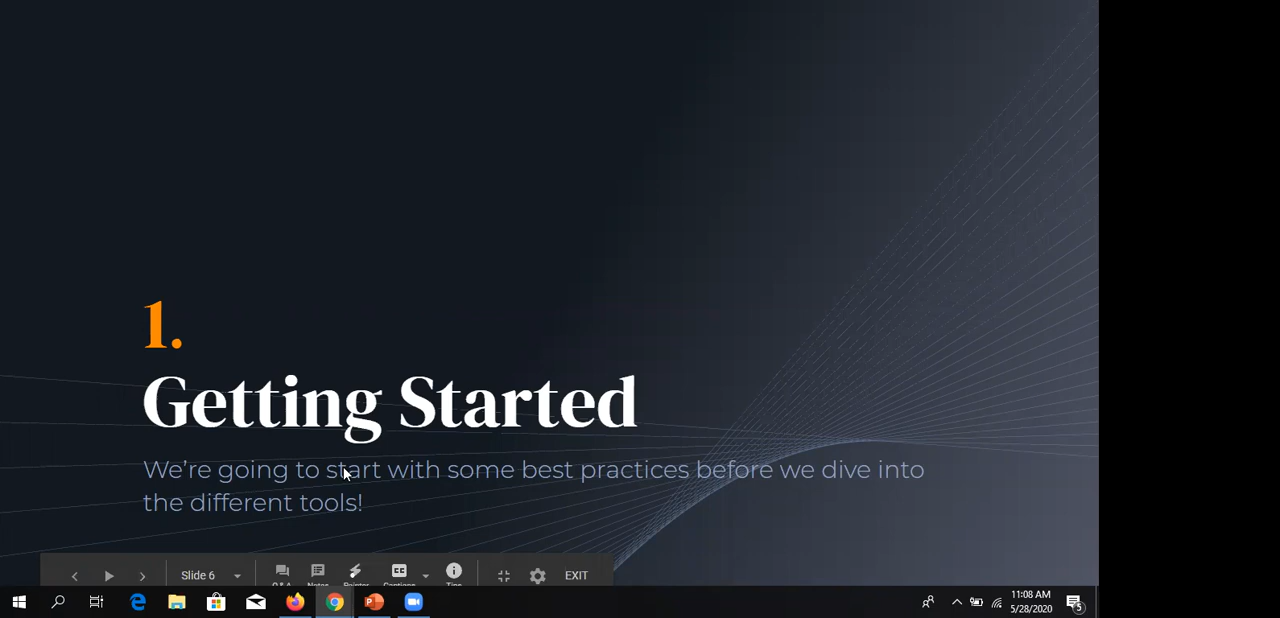 1.
Getting Started
We're going to start with some best practices before we dive into
the different tools!
Slide 6
EXIT
11:08 AM
5/28/2020
5